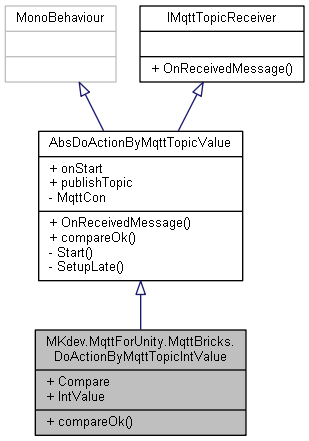 MonoBehaviour
IMqttTopicReceiver
+ OnReceivedMessage()
AbsDoActionByMqttTopicValue
+ onStart
+ publishTopic
- MqttCon
+ OnReceivedMessage()
+ compareOk()
- Start()
- SetupLate()
MKdev.MqttForUnity.MqttBricks.
DoActionByMqttTopicIntValue
+ Compare
+ IntValue
+ compareOk()